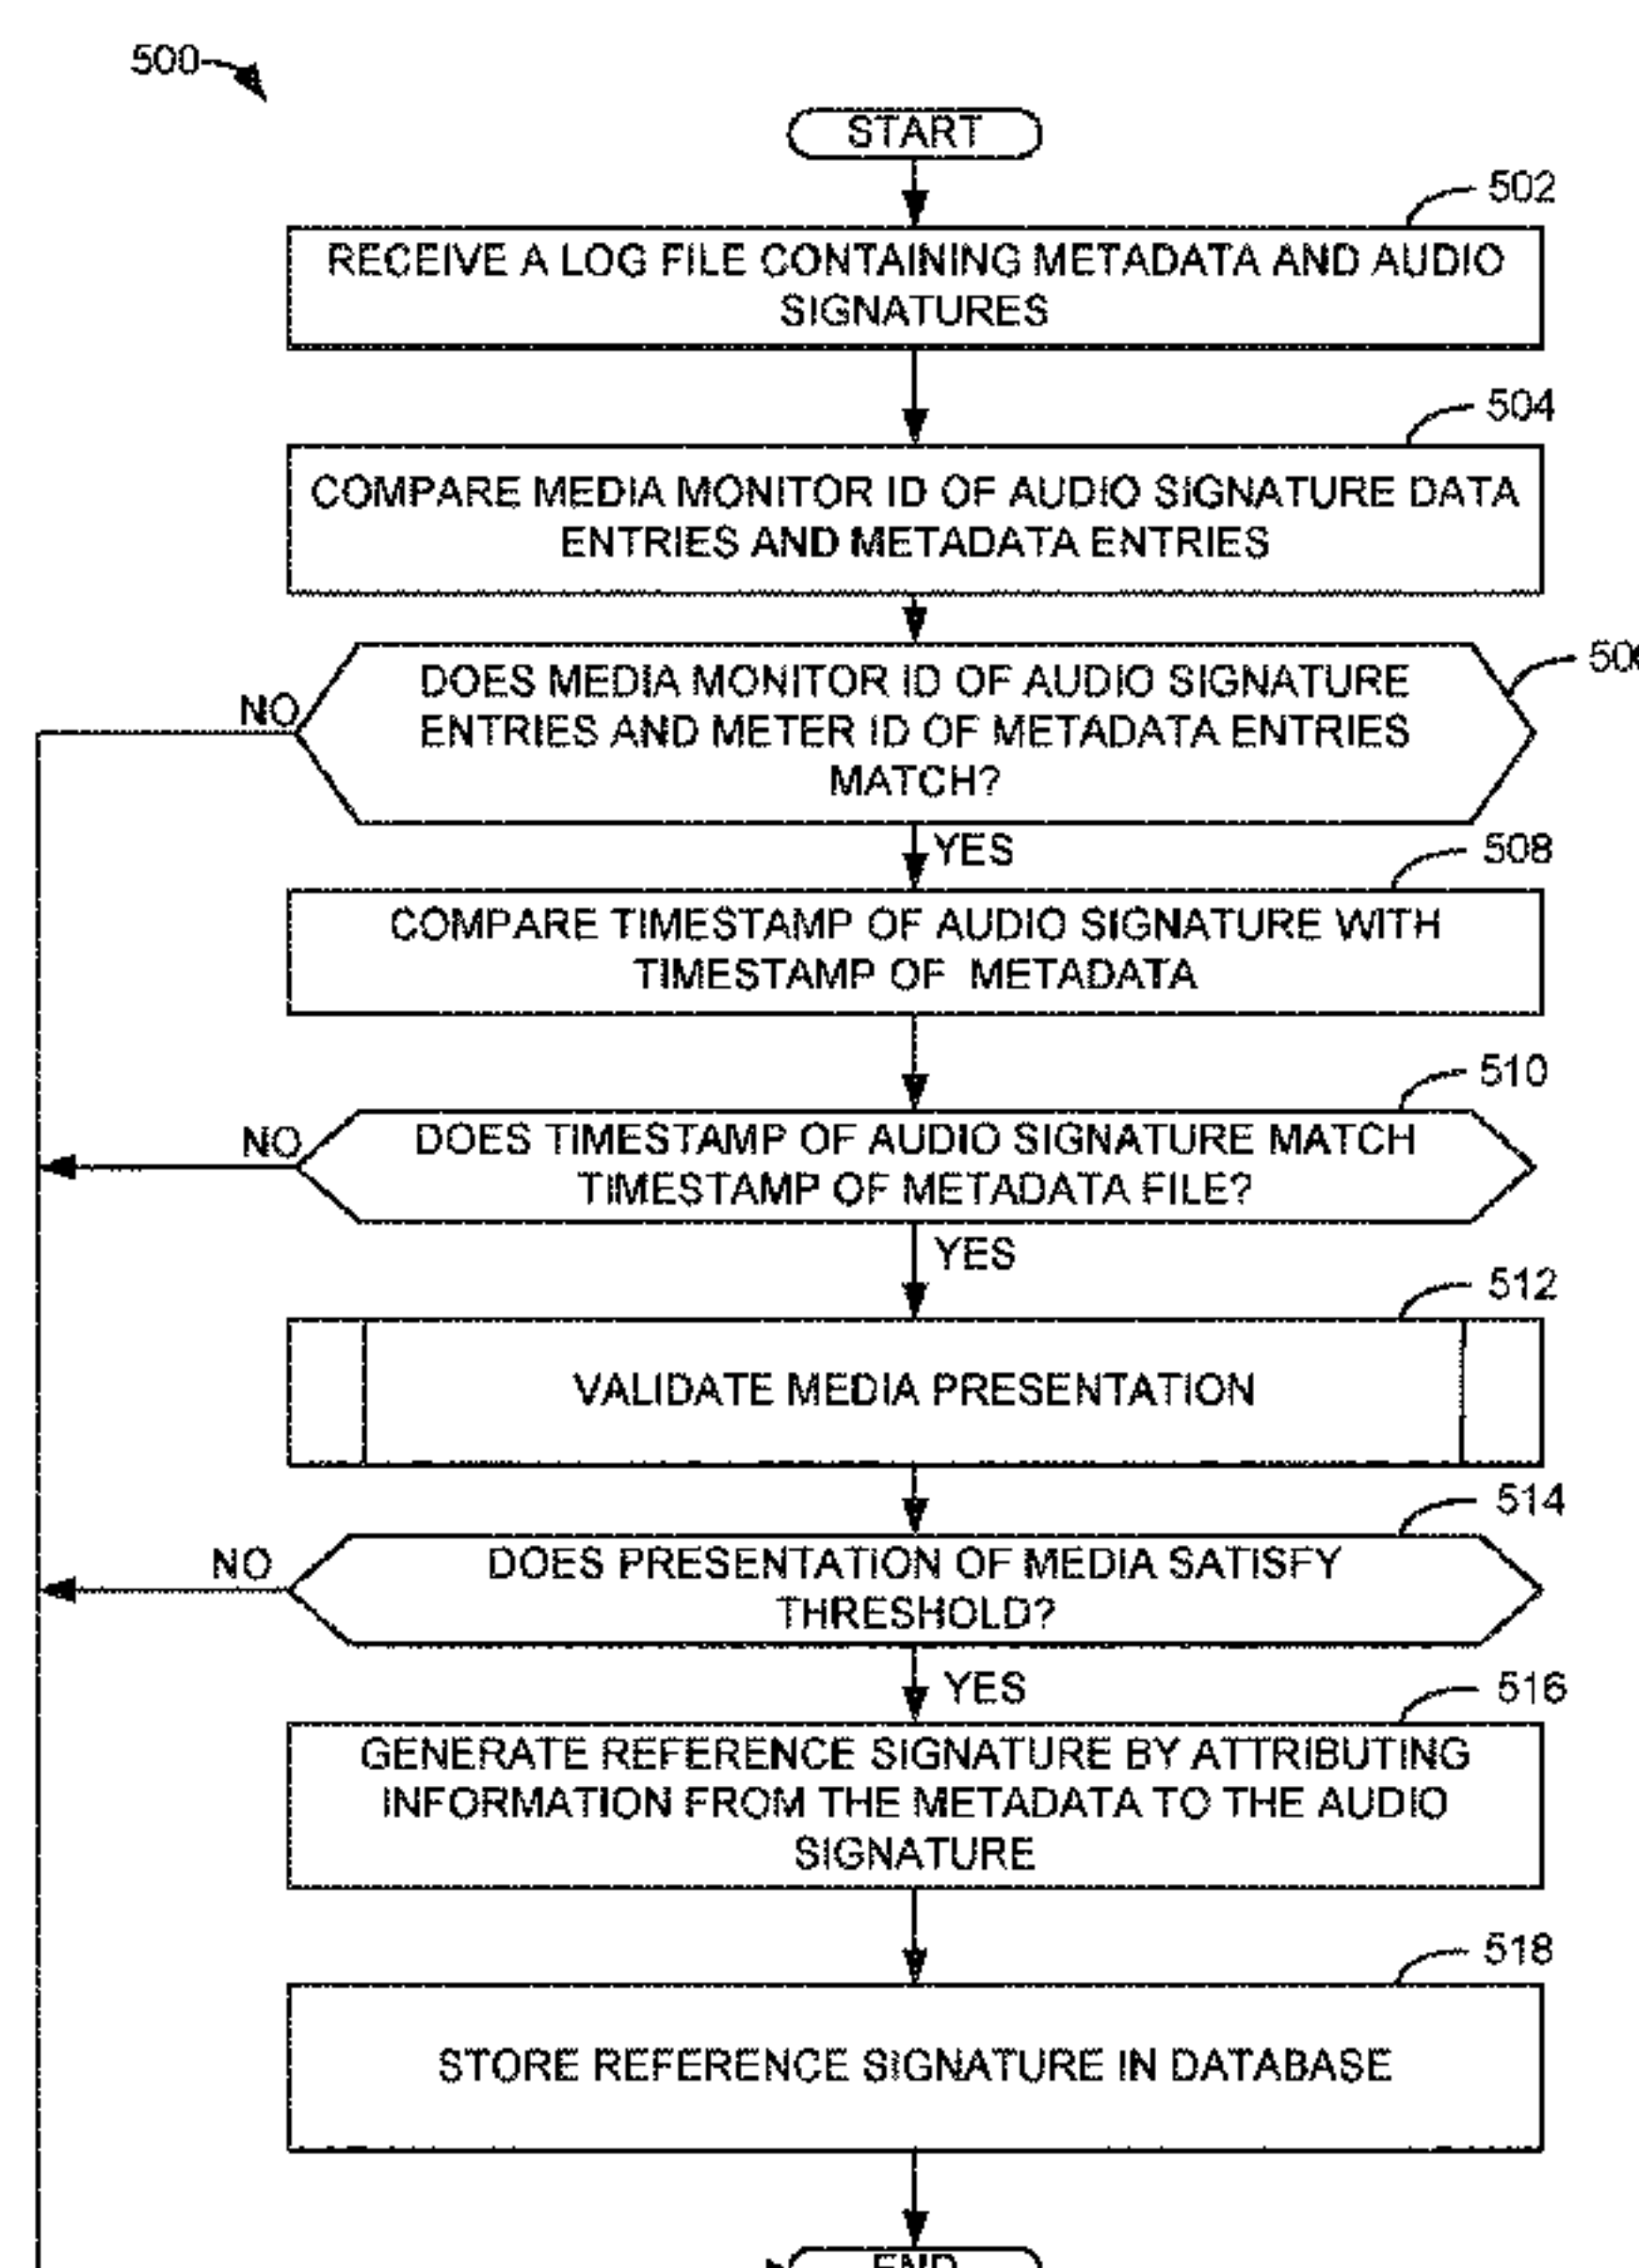 500
START
502
RECEIVE A LOG FILE CONTAINING METADATA AND AUDIO
SIGNATURES
504
COMPARE MEDIA MONITOR ID OF AUDIO SIGNATURE DATA
ENTRIES AND METADATA ENTRIES
DOES MEDIA MONITOR ID OF AUDIO SIGNATURE
ENTRIES AND METER ID OF METADATA ENTRIES
MATCH?
NO
YES
508
COMPARE TIMESTAMP OF AUDIO SIGNATURE WITH
TIMESTAMP OF METADATA
510
DOES TIMESTAMP OF AUDIO SIGNATURE MATCH
TIMESTAMP OF METADATA FILE?
NO
YES
512
VALIDATE MEDIA PRESENTATION
514
DOES PRESENTATION OF MEDIA SATISFY
THRESHOLD?
NO
YES
516
GENERATE REFERENCE SIGNATURE BY ATTRIBUTING
INFORMATION FROM THE METADATA TO THE AUDIO
SIGNATURE
518
STORE REFERENCE SIGNATURE IN DATABASE
END